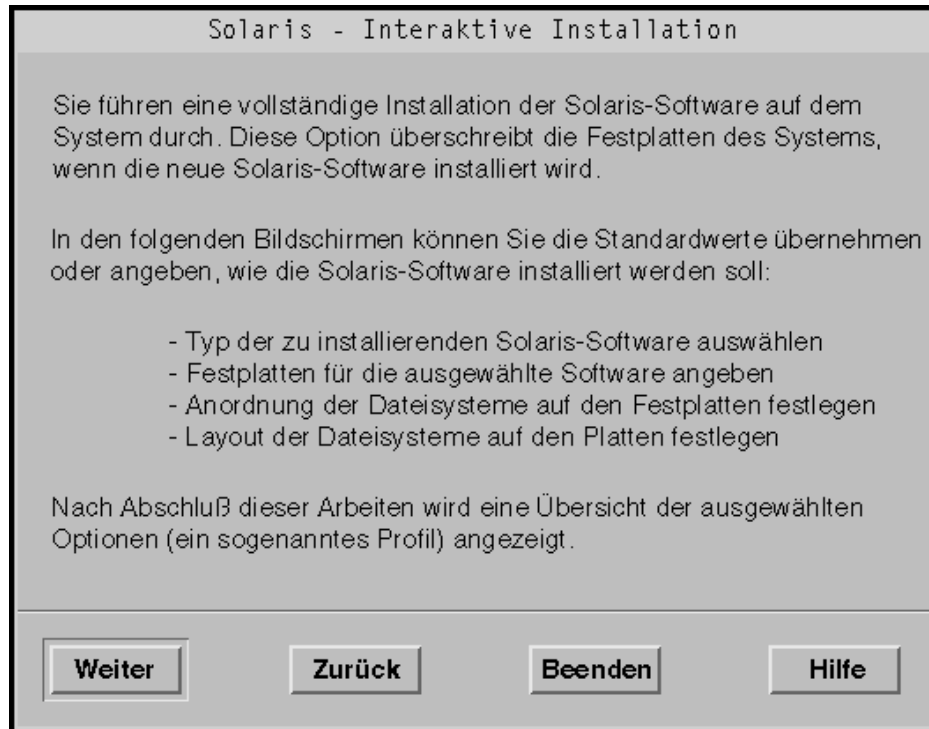 Solaris - Interaktive Installation
Sie führen eine vollständige Installation der Solaris-Software auf dem
System durch. Diese Option überschreibt die Festplatten des Systems,
wenn die neue Solaris-Software installiert wird.
In den folgenden Bildschirmen können Sie die Standardwerte übernehmen
oder angeben, wie die Solaris-Software installiert werden soll:
- Typ der zu installierenden Solaris-Software auswählen
- Festplatten für die ausgewählte Software angeben
- Anordnung der Dateisysteme auf den Festplatten festlegen
- Layout der Dateisysteme auf den Platten festlegen
Nach Abschluß dieser Arbeiten wird eine Übersicht der ausgewählten
Optionen (ein sogenanntes Profil) angezeigt.
Weiter Zurück Beenden Hilfe